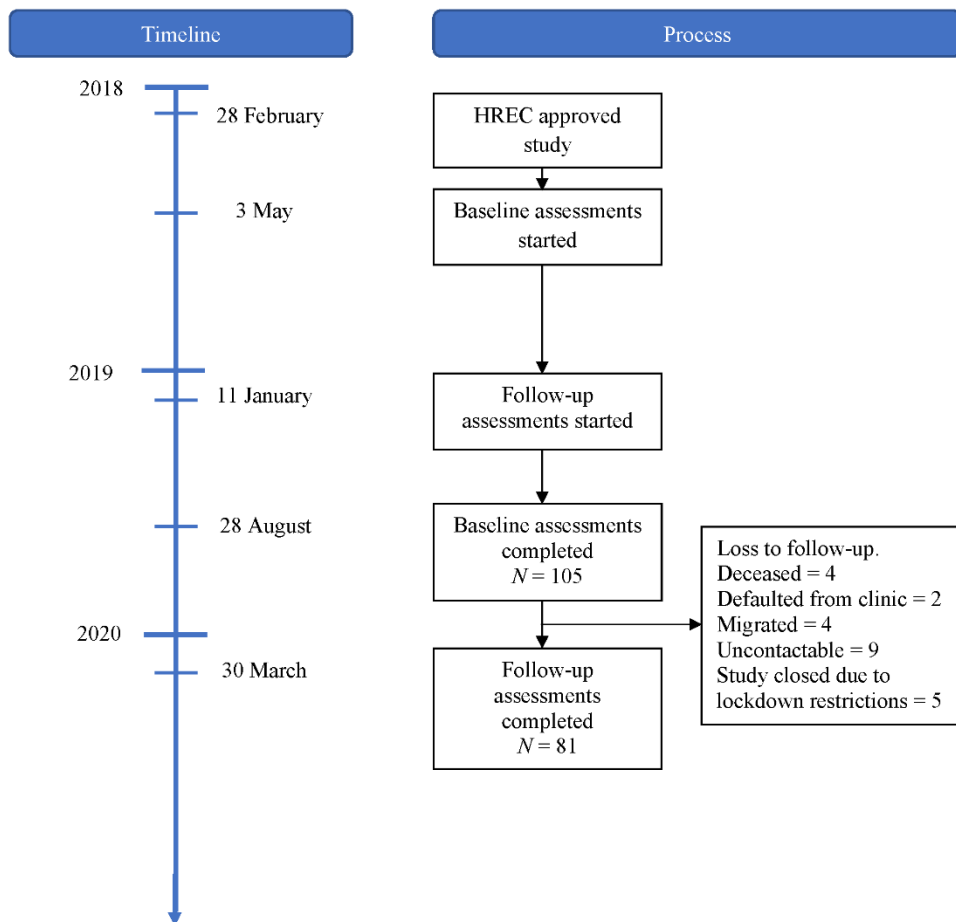 Timeline
Process
2018
28 February
3 May
2019
11 January
28 August
2020
30 March
HREC approved
study
Baseline assessments
started
Follow-up
assessments started
Baseline assessments
completed
N = 105
Loss to follow-up.
Deceased = 4
Defaulted from clinic = 2
Migrated = 4
Uncontactable = 9
Study closed due to
lockdown restrictions = 5
Follow-up
assessments
completed
N = 81